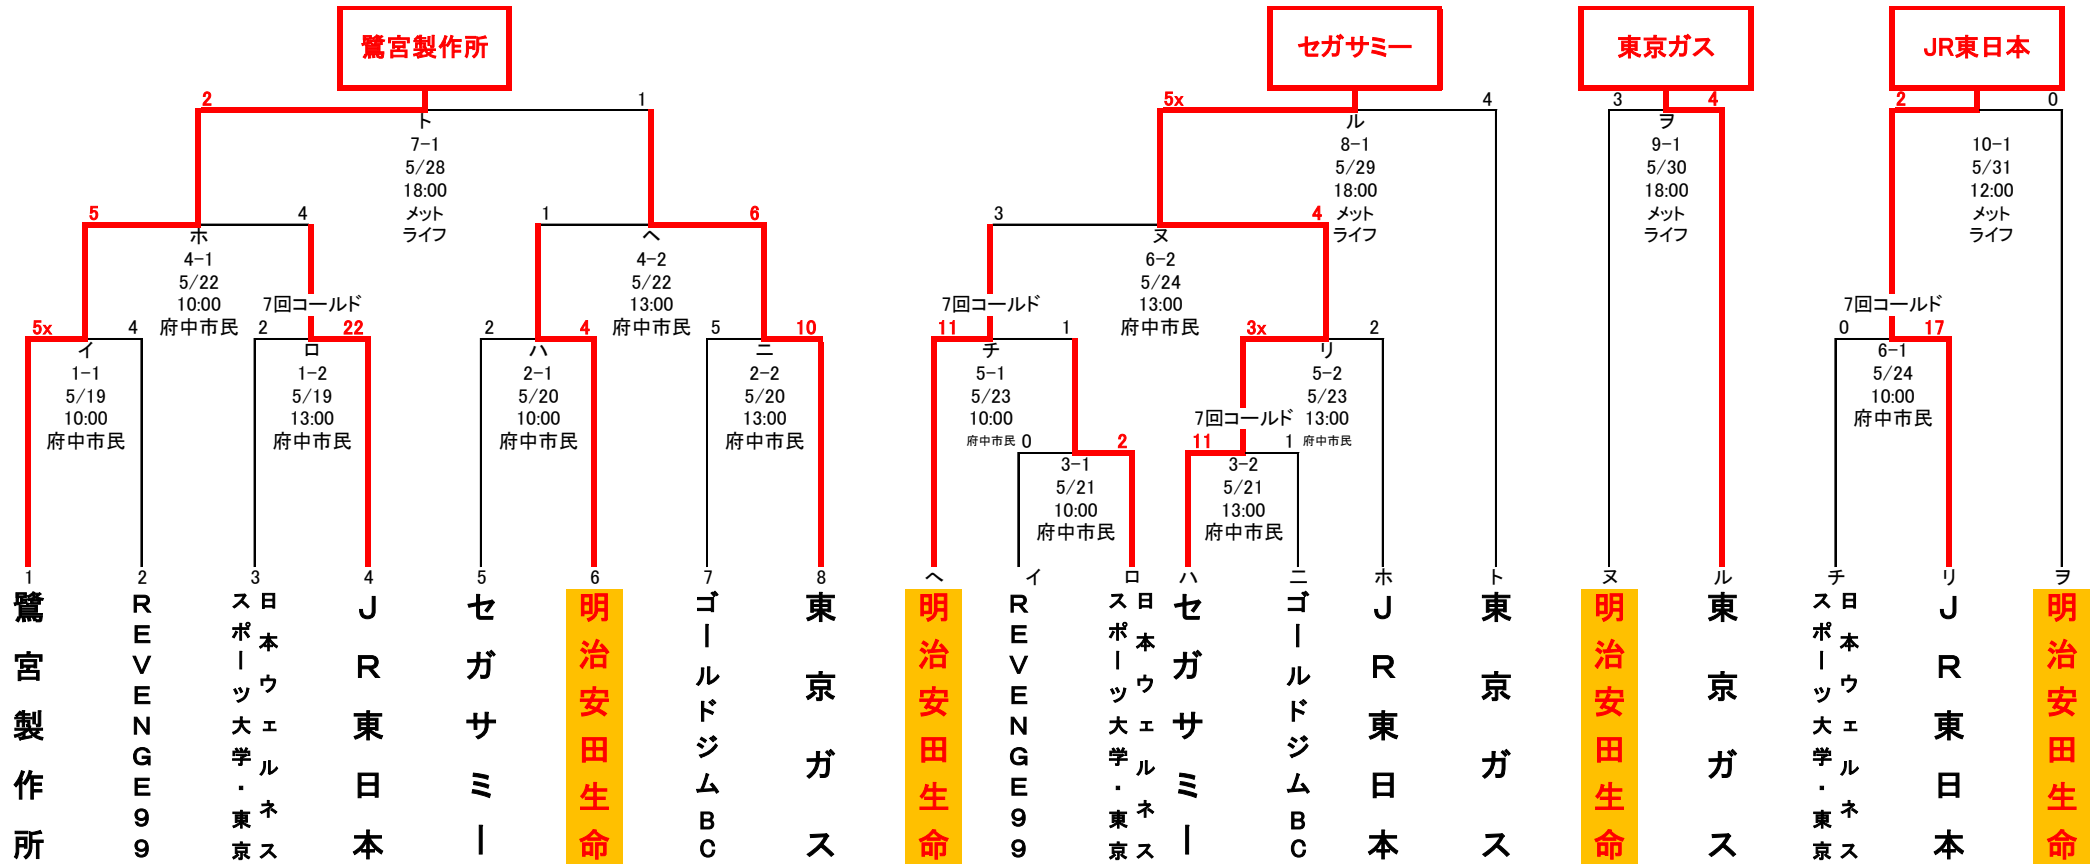 鷺宮製作所
セガサミー
東京ガス
JR東日本
2
1
5x
4
3
4
2
0
ト
7-1
5/28
18:00
メット
ライフ
ル
8-1
5/29
18:00
メット
ライフ
ヲ
9-1
5/30
18:00
メット
ライフ
10-1
5/31
12:00
メット
ライフ
5
4
1
6
3
4
ホ
4-1
5/22
10:00
府中市民
ヘ
4-2
5/22
13:00
府中市民
ヌ
6-2
5/24
13:00
府中市民
7回コールド
7回コールド
7回コールド
5x
4
2
22
2
4
5
10
11
1
3x
2
0
17
イ
1-1
5/19
10:00
府中市民
ロ
1-2
5/19
13:00
府中市民
ハ
2-1
5/20
10:00
府中市民
ニ
2-2
5/20
13:00
府中市民
チ
5-1
5/23
10:00
府中市民
リ
5-2
5/23
13:00
府中市民
6-1
5/24
10:00
府中市民
7回コールド
0
2
11
1
3-1
5/21
10:00
府中市民
3-2
5/21
13:00
府中市民
1
2
3
4
5
6
7
8
ヘ
イ
ロ
ハ
ニ
ホ
ト
ヌ
ル
チ
リ
ヲ
鷺宮製作所
REVENGE99
日本ウェルネス
スポーツ大学・東京
JR東日本
セガサミー
明治安田生命
ゴールドジムBC
東京ガス
明治安田生命
REVENGE99
日本ウェルネス
スポーツ大学・東京
セガサミー
ゴールドジムBC
JR東日本
東京ガス
明治安田生命
東京ガス
日本ウェルネス
スポーツ大学・東京
JR東日本
明治安田生命